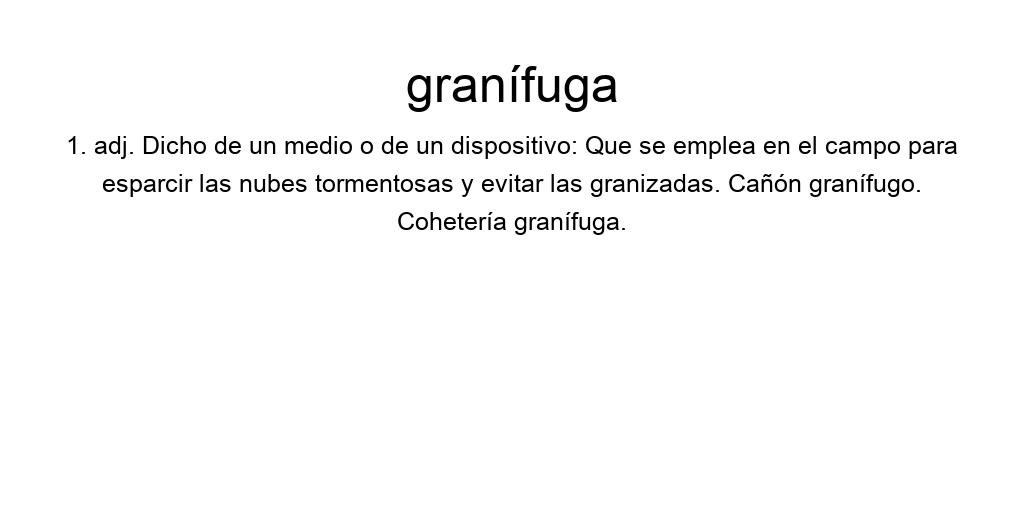 granífuga
1. adj. Dicho de un medio o de un dispositivo: Que se emplea en el campo para
esparcir las nubes tormentosas y evitar las granizadas. Cañón granífugo.
Cohetería granífuga.